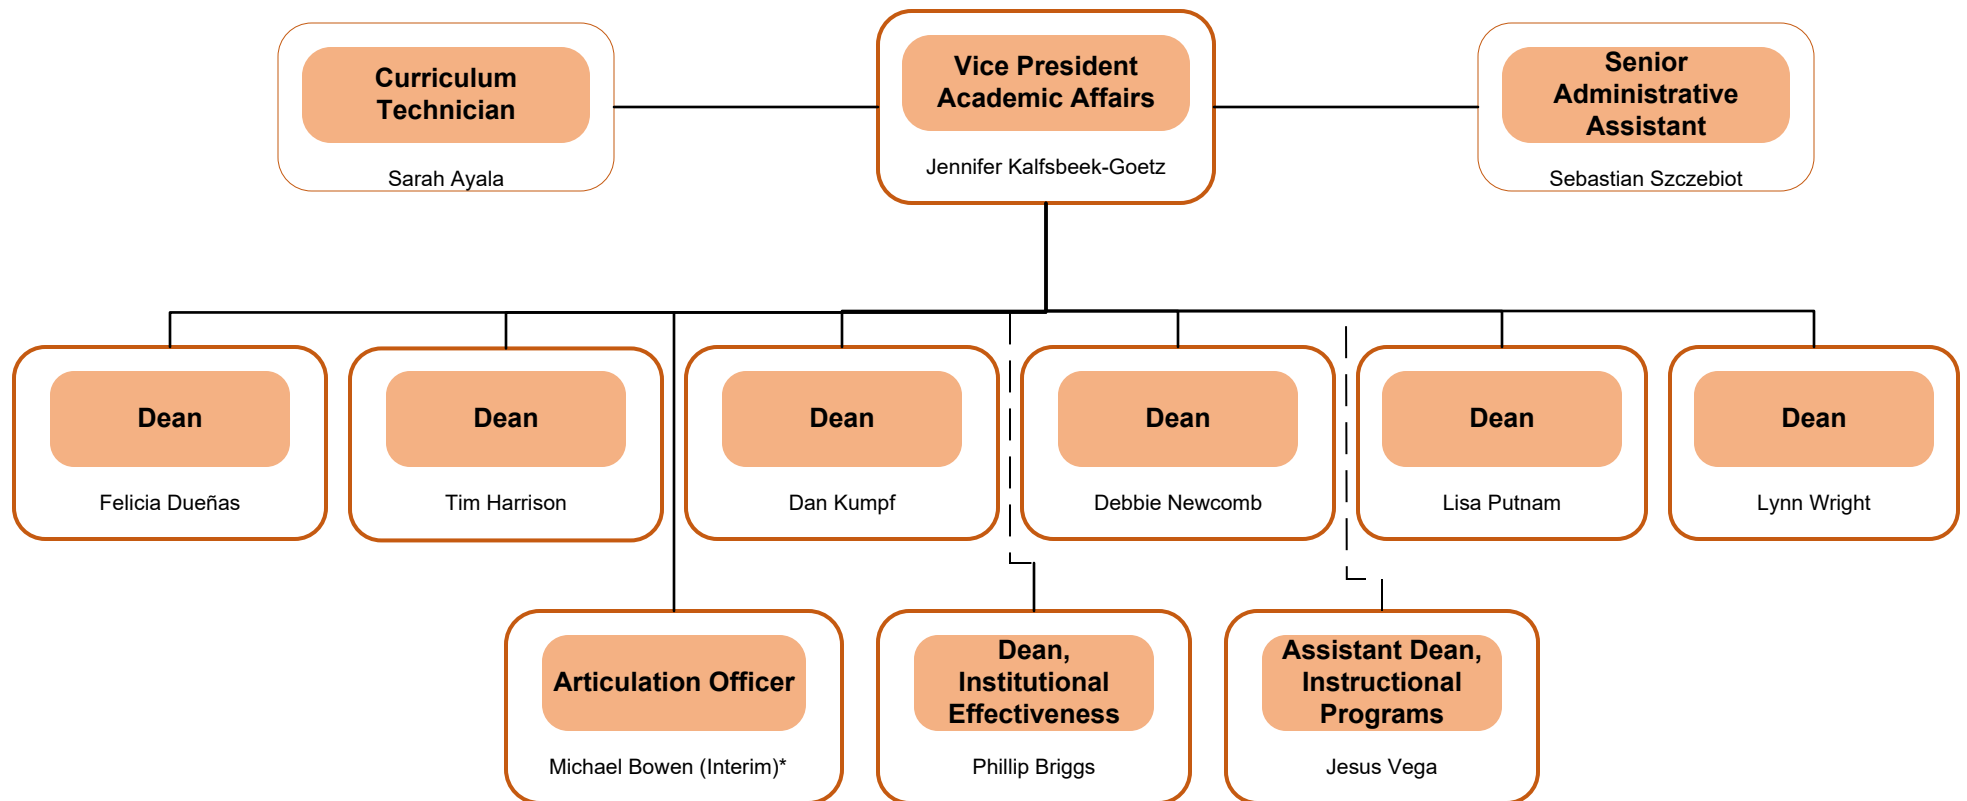 Curriculum
Technician
Sarah Ayala
Vice President
Academic Affairs
Jennifer Kalfsbeek-Goetz
Senior
Administrative
Assistant
Sebastian Szczebiot
Dean
Felicia Dueñas
Dean
Tim Harrison
Dean
Dan Kumpf
Dean
Debbie Newcomb
Dean
Lisa Putnam
Dean
Lynn Wright
Articulation Officer
Michael Bowen (Interim)*
Dean,
Institutional
Effectiveness
Phillip Briggs
Assistant Dean,
Instructional
Programs
Jesus Vega